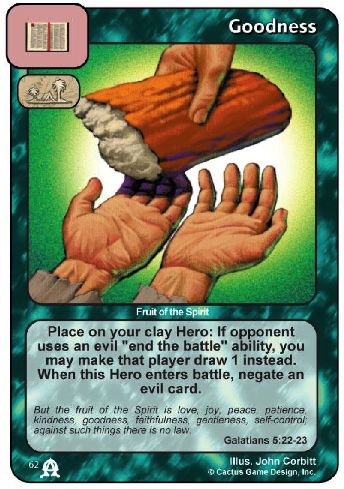 Goodness
Fruit of the Spirit
Place on your clay Hero: If opponent
uses an evil "end the battle" ability, you
may make that player draw 1 instead.
When this Hero enters battle, negate an
evil card.
But the fruit of the Spirit is love, joy, peace, patience,
kindness, goodness, faithfulness, gentleness, self-control;
against such things there is no law.
Galatians 5:22-23
62
Illus. John Corbitt
© Cactus Game Design, Inc.